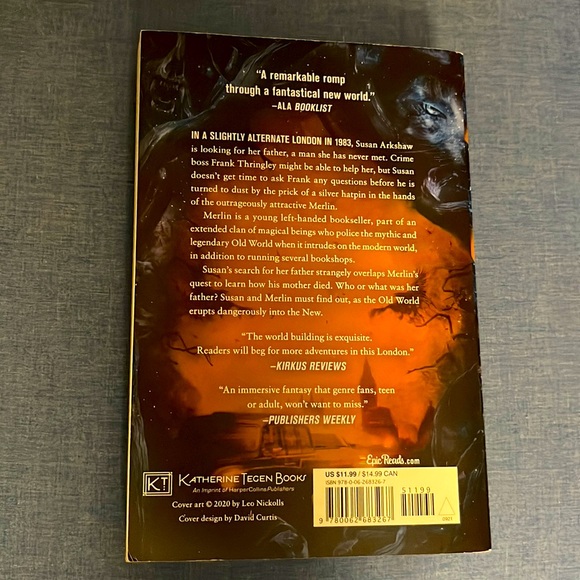 “A remarkable romp
through a fantastical new world.”
–ALA BOOKLIST
IN A SLIGHTLY ALTERNATE LONDON IN 1983, Susan Arkshaw
is looking for her father, a man she has never met. Crime
boss Frank Thringley might be able to help her, but Susan
doesn’t get time to ask Frank any questions before he is
turned to dust by the prick of a silver hatpin in the hands
of the outrageously attractive Merlin.
Merlin is a young left-handed bookseller, part of an
extended clan of magical beings who police the mythic and
legendary Old World when it intrudes on the modern world,
in addition to running several bookshops.
Susan’s search for her father strangely overlaps Merlin’s
quest to learn how his mother died. Who or what was her
father? Susan and Merlin must find out, as the Old World
erupts dangerously into the New.
“The world building is exquisite.
Readers will beg for more adventures in this London.”
–KIRKUS REVIEWS
“An immersive fantasy that genre fans, teen
or adult, won’t want to miss.”
–PUBLISHERS WEEKLY
EpicReads.com
KT KATHERINE TEGEN BOOKS
An Imprint of HarperCollinsPublishers
Cover art © 2020 by Leo Nickolls
Cover design by David Curtis
US $11.99 / $14.99 CAN
ISBN 978-0-06-268326-7
51199
9 780062 683267